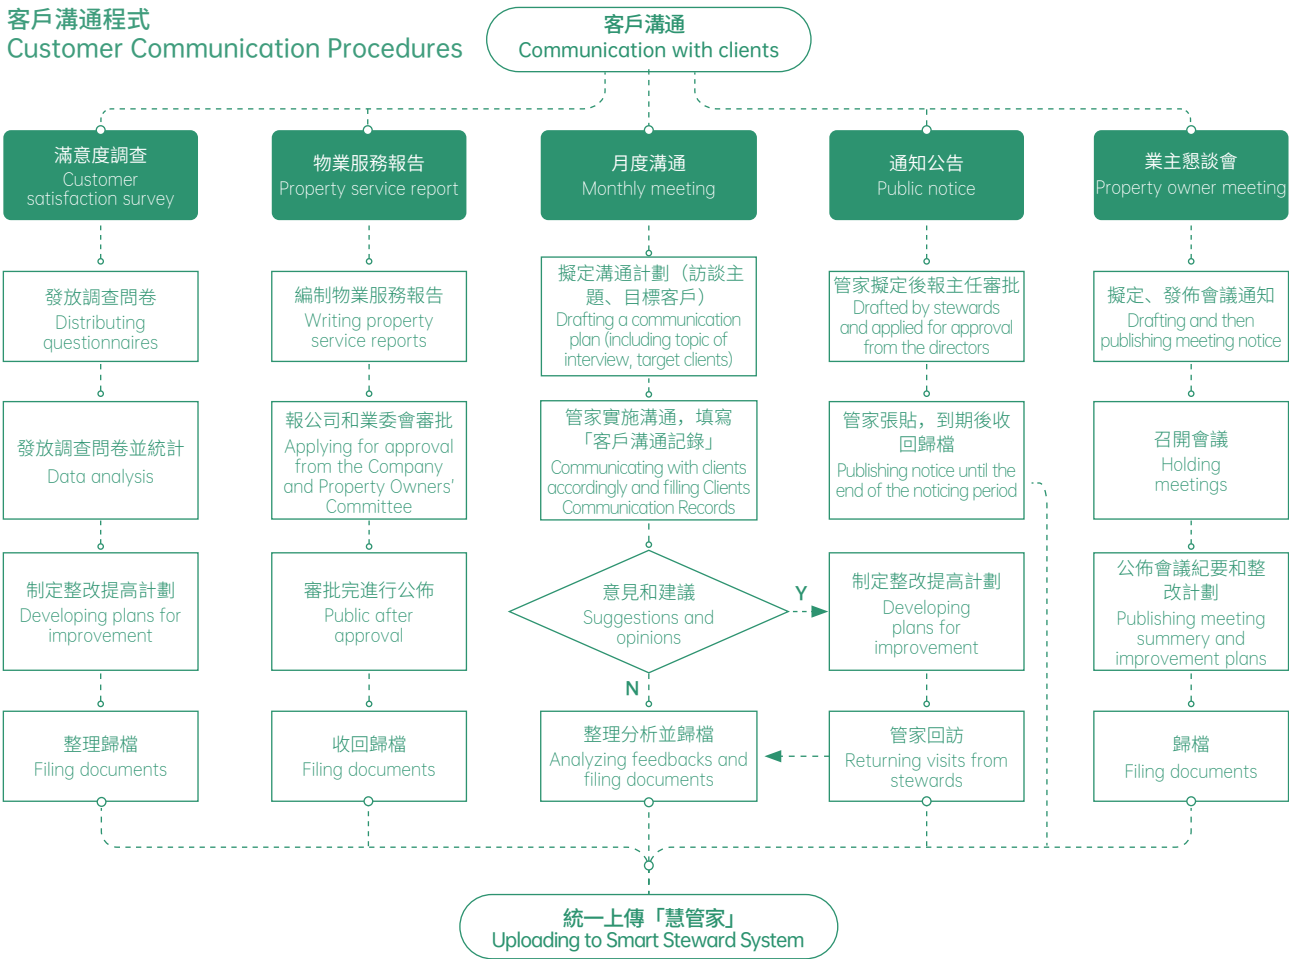 客戶溝通程式
Customer Communication Procedures
客戶溝通
Communication with clients
滿意度調查
Customer
satisfaction survey
物業服務報告
Property service report
月度溝通
Monthly meeting
通知公告
Public notice
業主懇談會
Property owner meeting
發放調查問卷
Distributing
questionnaires
編制物業服務報告
Writing property
service reports
擬定溝通計劃（訪談主
題、目標客戶）
Drafting a communication
plan (including topic of
interview, target clients)
管家擬定後報主任審批
Drafted by stewards
and applied for approval
from the directors
擬定、發佈會議通知
Drafting and then
publishing meeting notice
發放調查問卷並統計
Data analysis
報公司和業委會審批
Applying for approval
from the Company
and Property Owners'
Committee
管家實施溝通，填寫
「客戶溝通記錄」
Communicating with clients
accordingly and filling Clients
Communication Records
管家張貼，到期後收
回歸檔
Publishing notice until the
end of the noticing period
召開會議
Holding
meetings
制定整改提高計劃
Developing plans for
improvement
審批完進行公佈
Public after
approval
意見和建議
Suggestions and
opinions
Y
N
制定整改提高計劃
Developing
plans for
improvement
公佈會議紀要和整
改計劃
Publishing meeting
summery and
improvement plans
整理歸檔
Filing documents
收回歸檔
Filing documents
整理分析並歸檔
Analyzing feedbacks and
filing documents
管家回訪
Returning visits from
stewards
歸檔
Filing documents
統一上傳「慧管家」
Uploading to Smart Steward System